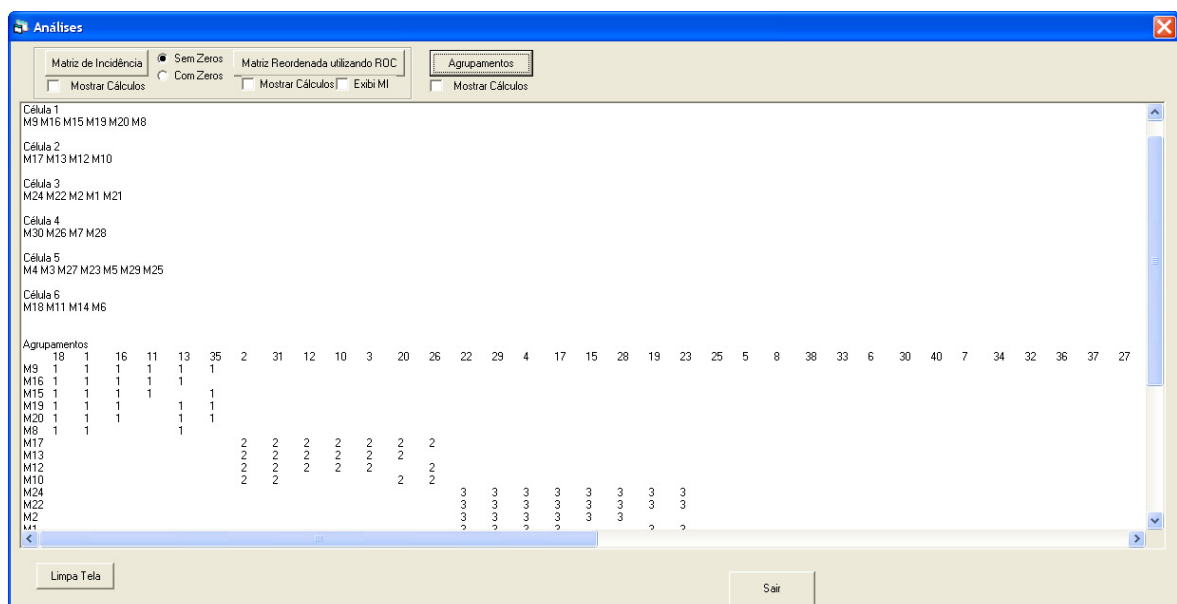 Análises
Matriz de Incidência Sem Zeros Matriz Reordenada utilizando ROC Agrupamentos
Com Zeros
Mostrar Cálculos Mostrar Cálculos Exibi MI Mostrar Cálculos
Célula 1
M9 M16 M15 M19 M20 M8
Célula 2
M17 M13 M12 M10
Célula 3
M24 M22 M2 M1 M21
Célula 4
M30 M26 M7 M28
Célula 5
M4 M3 M27 M23 M5 M29 M25
Célula 6
M18 M11 M14 M6
Agrupamentos
18 1 16 11 13 35 2 31 12 10 3 20 26 22 29 4 17 15 28 19 23 25 5 8 38 33 6 30 40 7 34 32 36 37 27
M9 1 1 1 1 1 1
M16 1 1 1 1 1
M15 1 1 1 1 1
M19 1 1 1 1 1
M20 1 1 1 1 1
M8 1 1 1
M17 2 2 2 2 2 2 2
M13 2 2 2 2 2 2
M12 2 2 2 2 2 2
M10 2 2 2 2
M24 3 3 3 3 3 3 3 3
M22 3 3 3 3 3 3 3 3
M2 3 3 3 3 3 3
M1 3 3 3 3 3 3
Limpa Tela
Sair